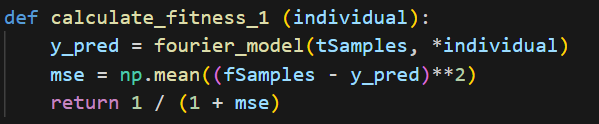 def calculate_fitness_1 (individual):
    y_pred = fourier_model(tSamples, *individual)
    mse = np.mean((fSamples - y_pred)**2)
    return 1 / (1 + mse)